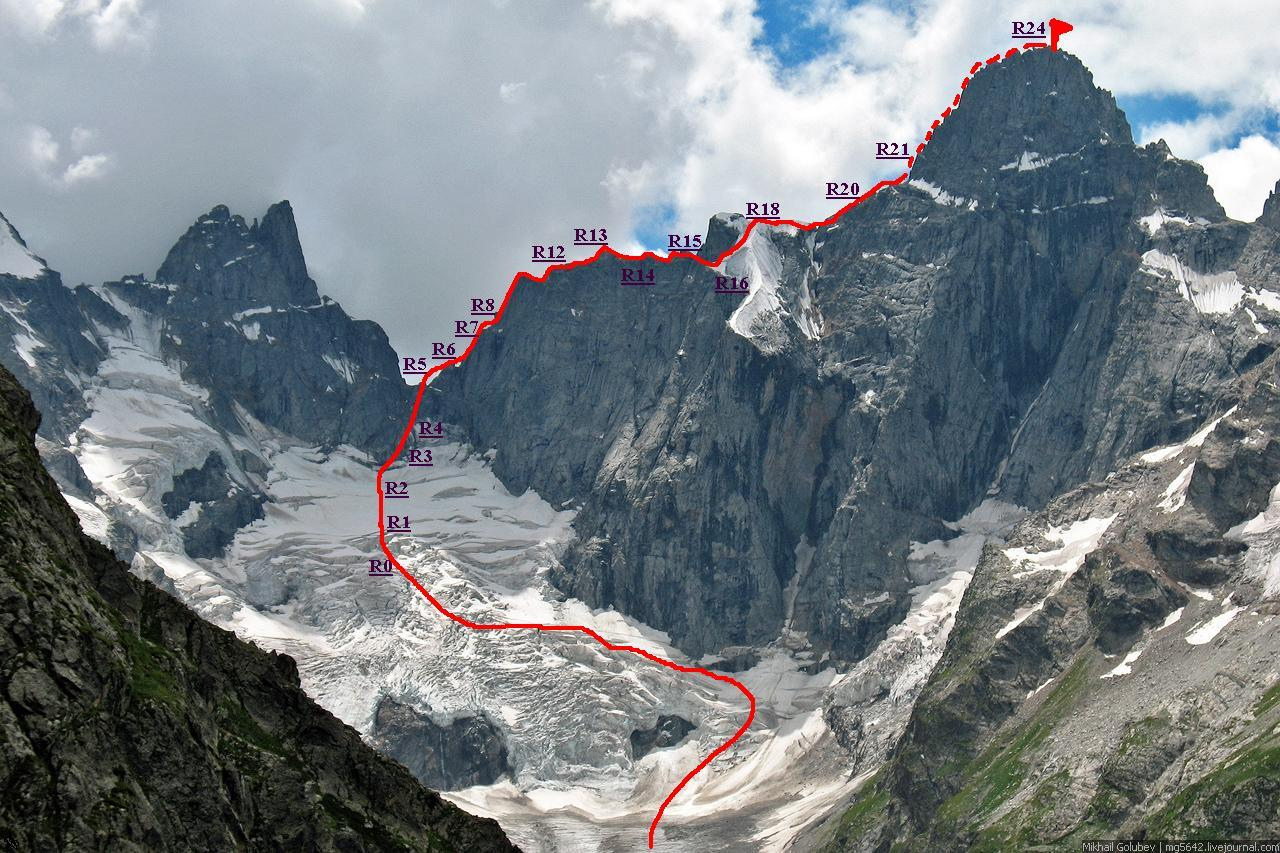 R24
R21
R20
R18
R13
R15
R12
R14
R16
R8
R7
R6
R5
R4
R3
R2
R1
R0
Mikhail Golubev | mg5642.livejournal.com